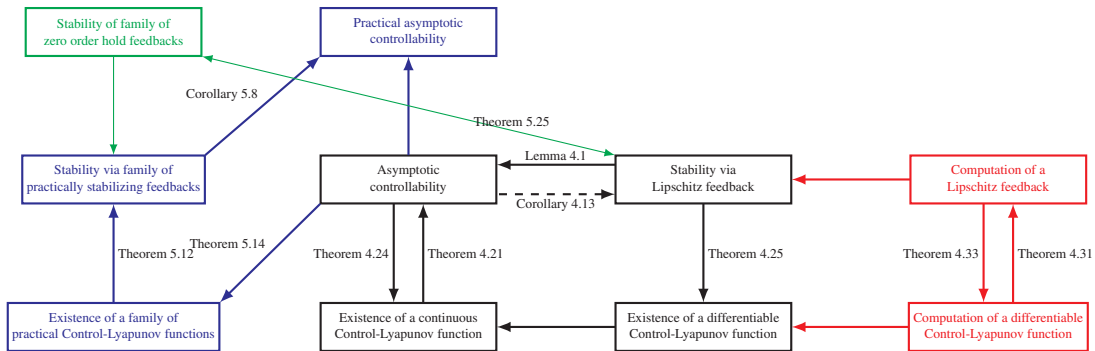 Stability of family of
zero order hold feedbacks
Practical asymptotic
controllability
Corollary 5.8
Theorem 5.25
Stability via family of
practically stabilizing feedbacks
Asymptotic
controllability
Lemma 4.1
Corollary 4.13
Stability via
Lipschitz feedback
Computation of a
Lipschitz feedback
Theorem 5.12
Theorem 5.14
Theorem 4.24
Theorem 4.21
Theorem 4.25
Theorem 4.33
Theorem 4.31
Existence of a family of
practical Control-Lyapunov functions
Existence of a continuous
Control-Lyapunov function
Existence of a differentiable
Control-Lyapunov function
Computation of a differentiable
Control-Lyapunov function